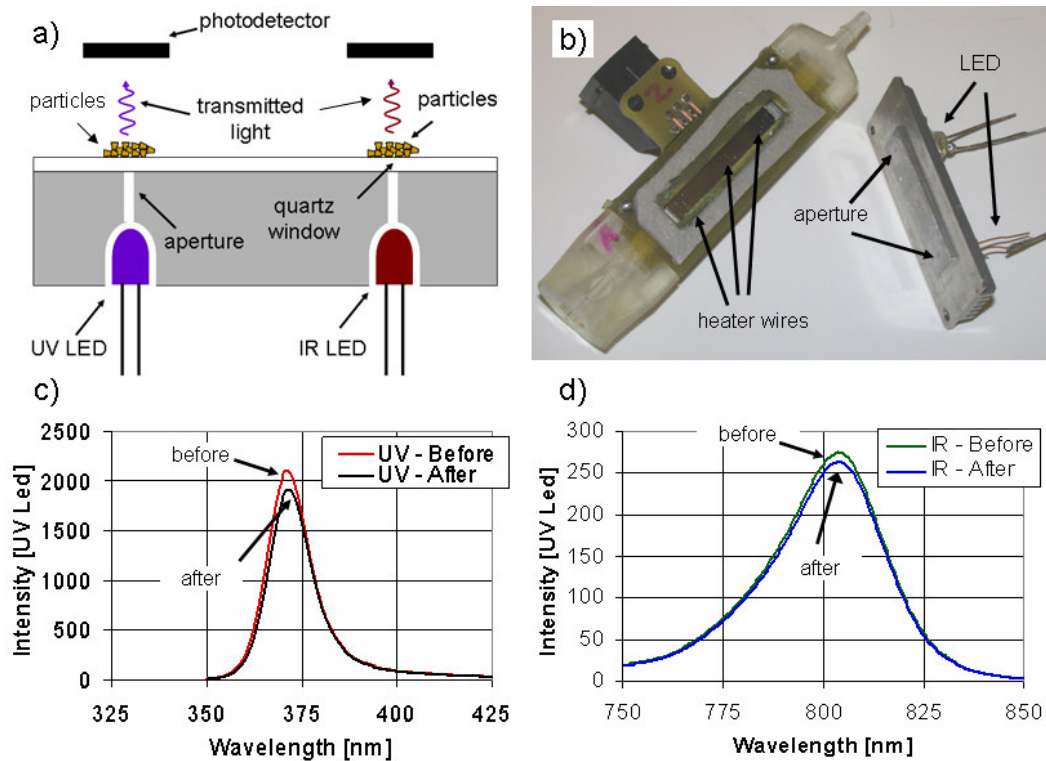 a)
photodetector
particles
transmitted
light
particles
quartz
window
aperture
UV LED
IR LED
b)
LED
2
aperture
heater wires
c)
Intensity [UV Led]
2500
2000
1500
1000
500
0
325
350
375
400
425
Wavelength [nm]
before
after
UV - Before
UV - After
d)
Intensity [UV Led]
300
250
200
150
100
50
0
750
775
800
825
850
Wavelength [nm]
before
after
IR - Before
IR - After